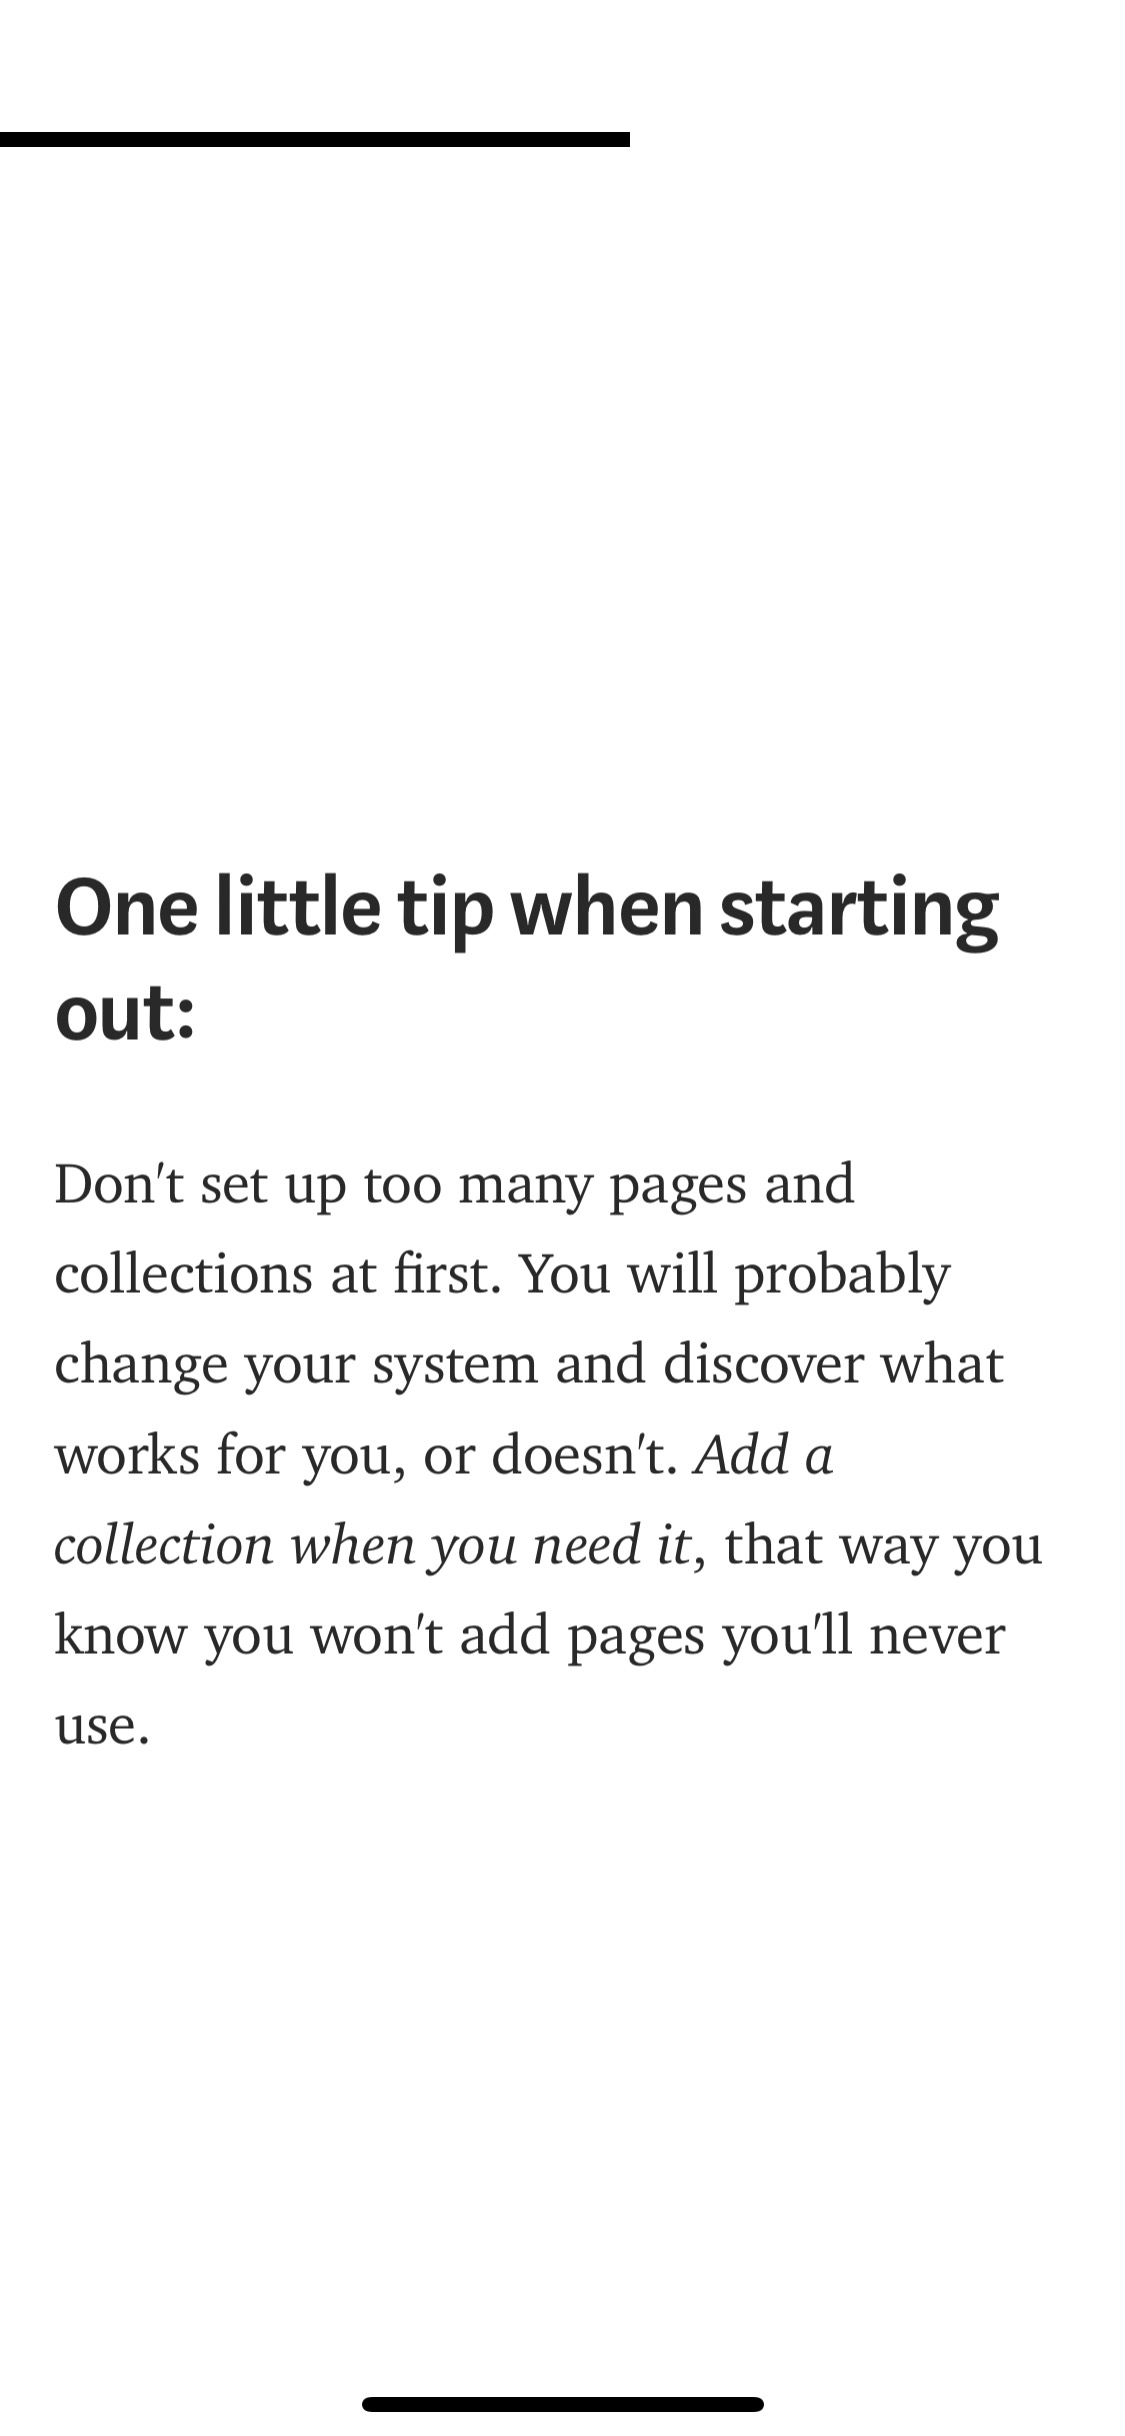 One little tip when starting
out:
Don't set up too many pages and
collections at first. You will probably
change your system and discover what
works for you, or doesn't. Add a
collection when you need it, that way you
know you won't add pages you'll never
use.